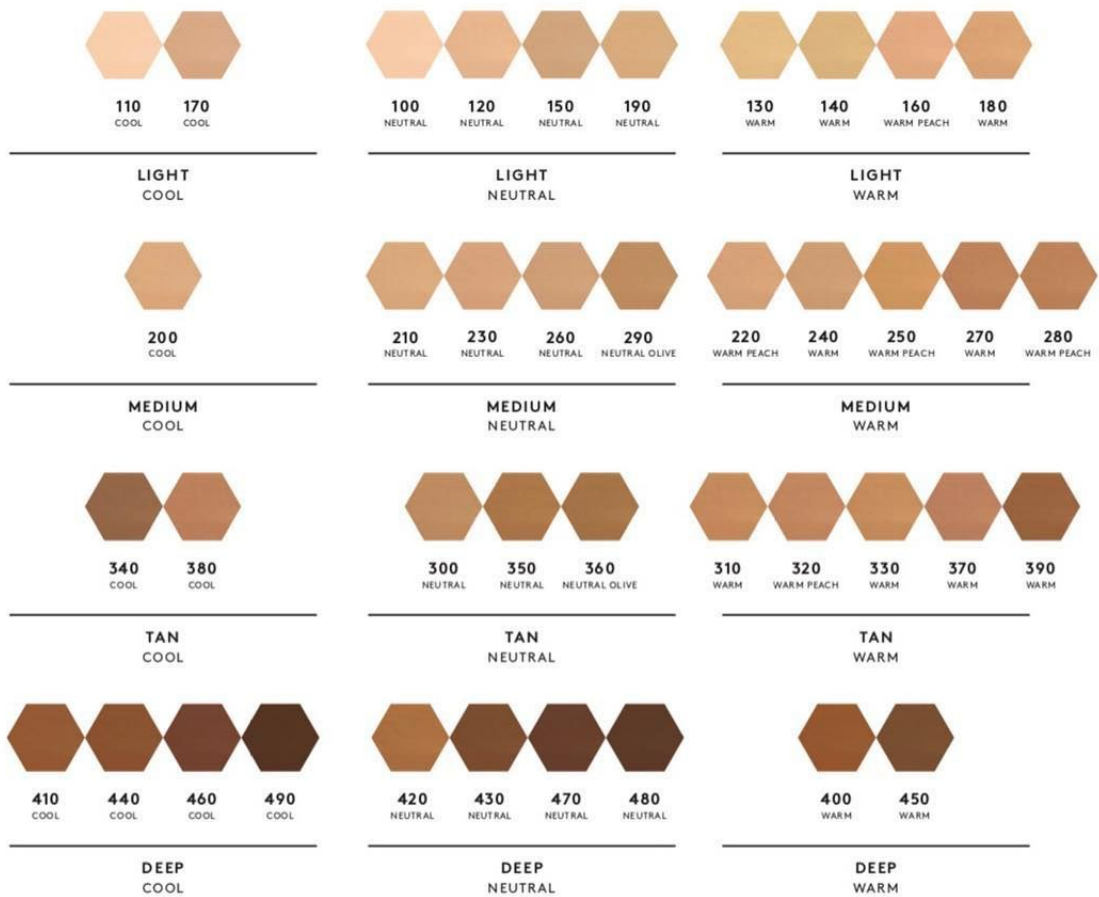 110 170
COOL COOL
LIGHT
COOL
100 120 150 190
NEUTRAL NEUTRAL NEUTRAL NEUTRAL
LIGHT
NEUTRAL
130 140 160 180
WARM WARM WARM PEACH WARM
LIGHT
WARM
200
COOL
MEDIUM
COOL
210 230 260 290
NEUTRAL NEUTRAL NEUTRAL NEUTRAL OLIVE
MEDIUM
NEUTRAL
220 240 250 270 280
WARM PEACH WARM WARM PEACH WARM WARM PEACH
MEDIUM
WARM
340 380
COOL COOL
TAN
COOL
300 350 360
NEUTRAL NEUTRAL NEUTRAL OLIVE
TAN
NEUTRAL
310 320 330 370 390
WARM WARM PEACH WARM WARM WARM
TAN
WARM
410 440 460 490
COOL COOL COOL COOL
DEEP
COOL
420 430 470 480
NEUTRAL NEUTRAL NEUTRAL NEUTRAL
DEEP
NEUTRAL
400 450
WARM WARM
DEEP
WARM